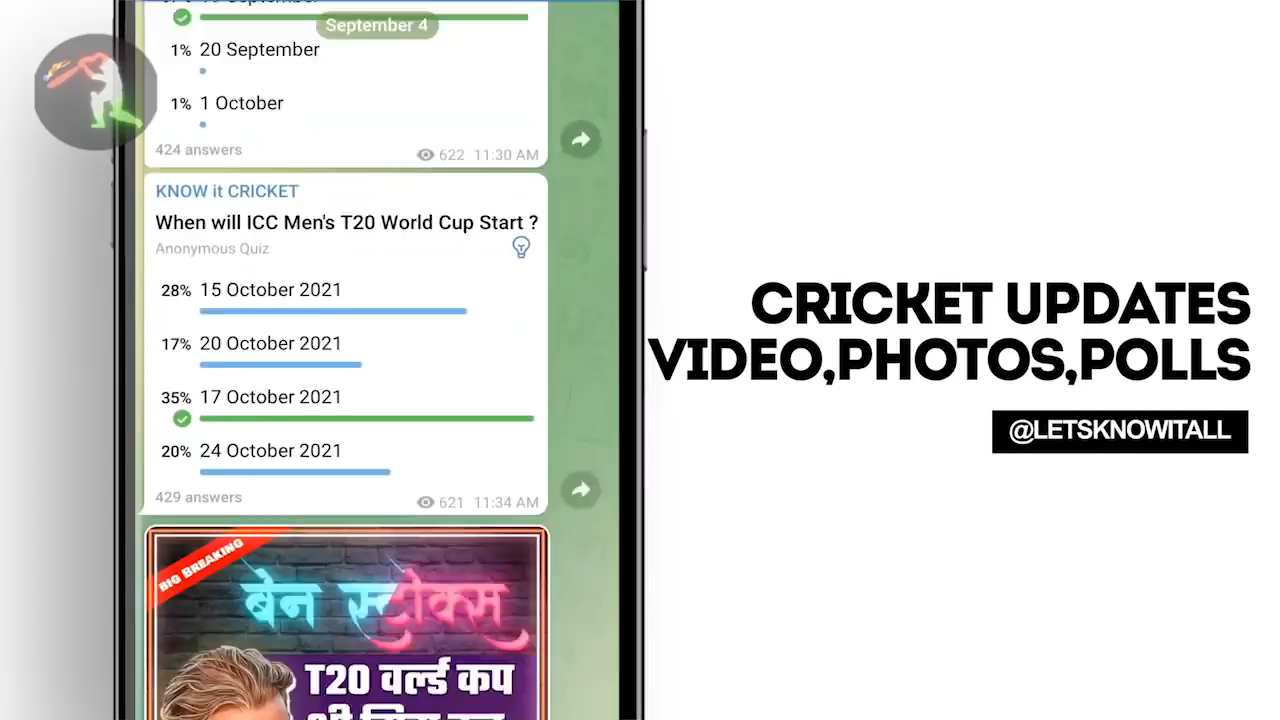 September 4
1% 20 September
1% 1 October
424 answers
622 11:30 AM
KNOW it CRICKET
When will ICC Men's T20 World Cup Start ?
Anonymous Quiz
28% 15 October 2021
17% 20 October 2021
35% 17 October 2021
20% 24 October 2021
429 answers
621 11:34 AM
BIG BREAKING
बेन स्टोक्स
T20 वर्ल्ड कप
CRICKET UPDATES
VIDEO,PHOTOS,POLLS
@LETSKNOWITALL